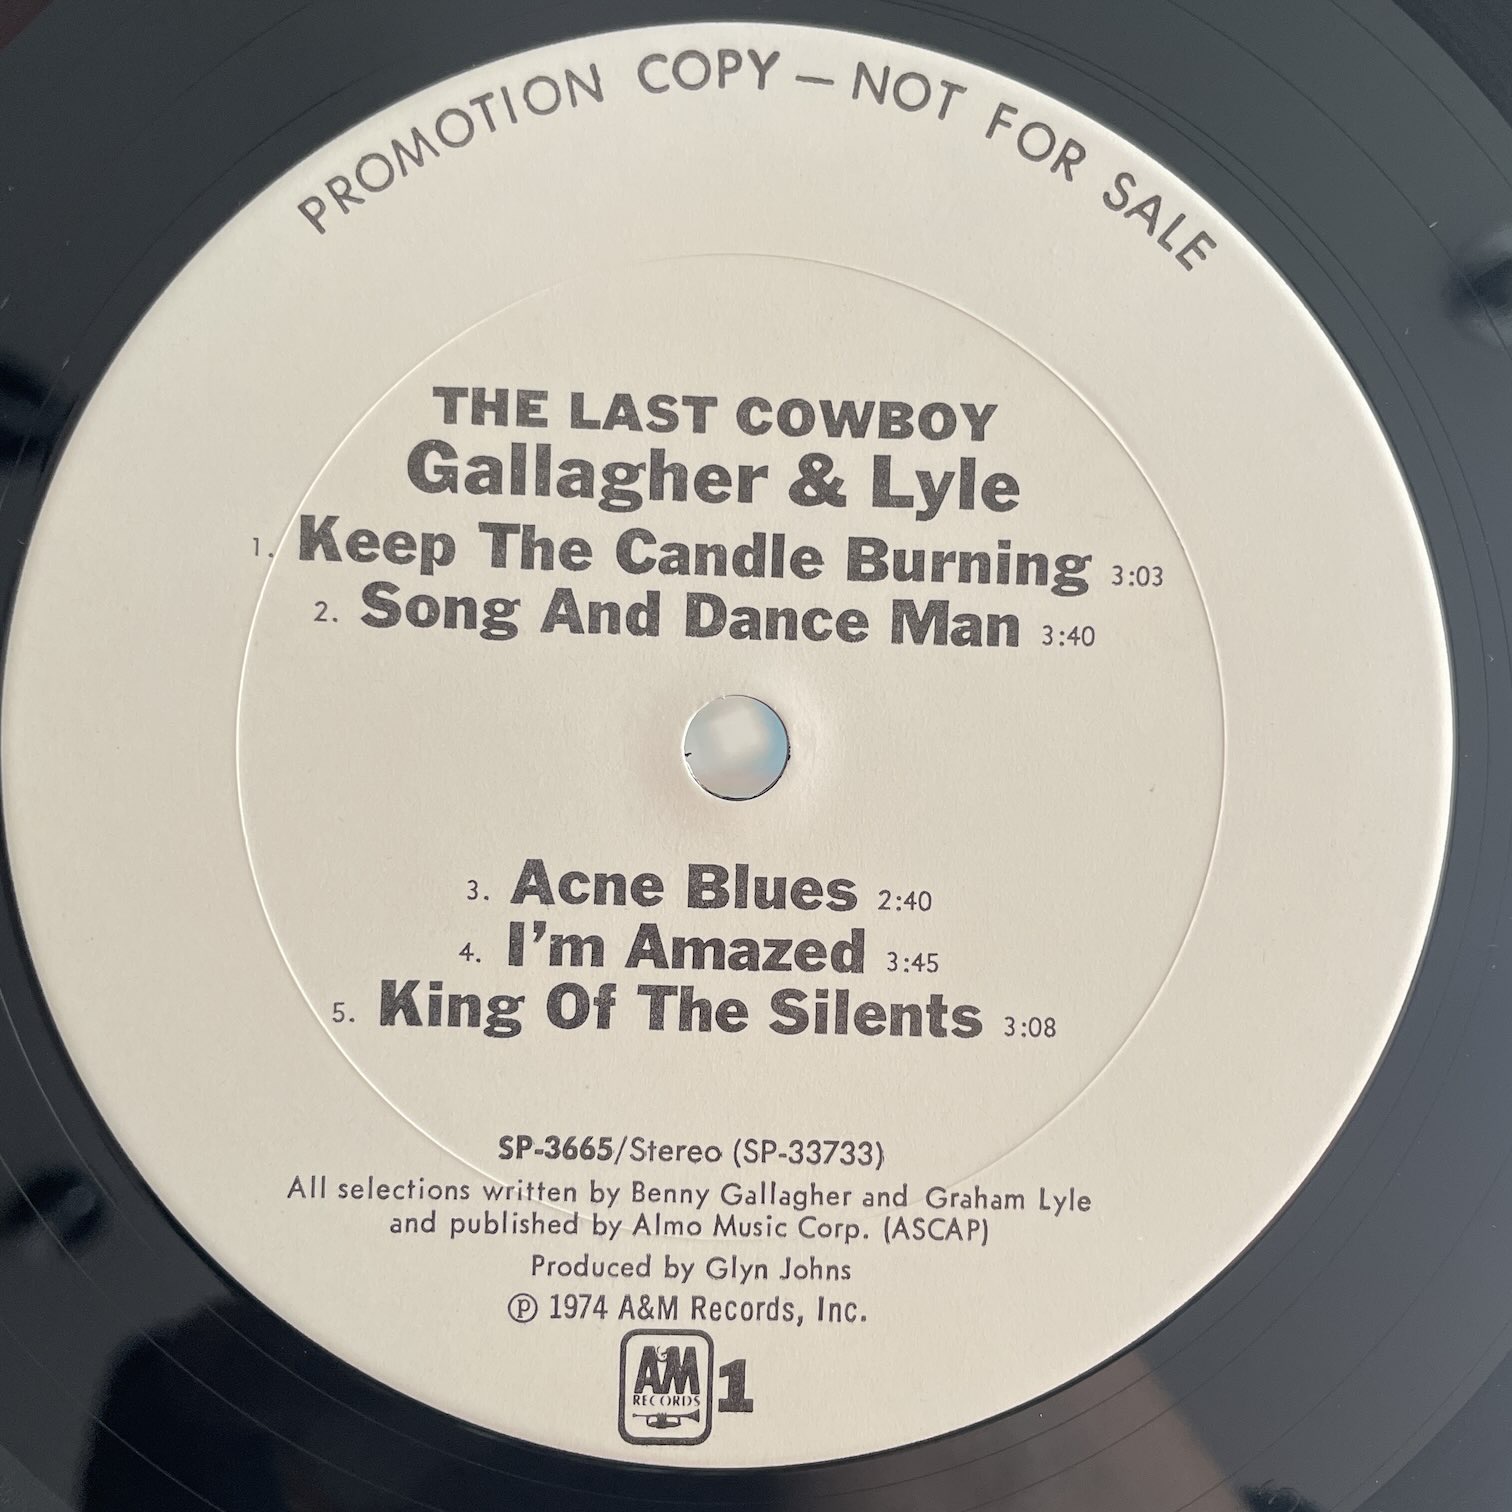 PROMOTION COPY — NOT FOR SALE
THE LAST COWBOY
Gallagher & Lyle
1. Keep The Candle Burning 3:03
2. Song And Dance Man 3:40
3. Acne Blues 2:40
4. I'm Amazed 3:45
5. King Of The Silents 3:08
SP-3665/Stereo (SP-33733)
All selections written by Benny Gallagher and Graham Lyle
and published by Almo Music Corp. (ASCAP)
Produced by Glyn Johns
℗ 1974 A&M Records, Inc.
A&M
RECORDS
1